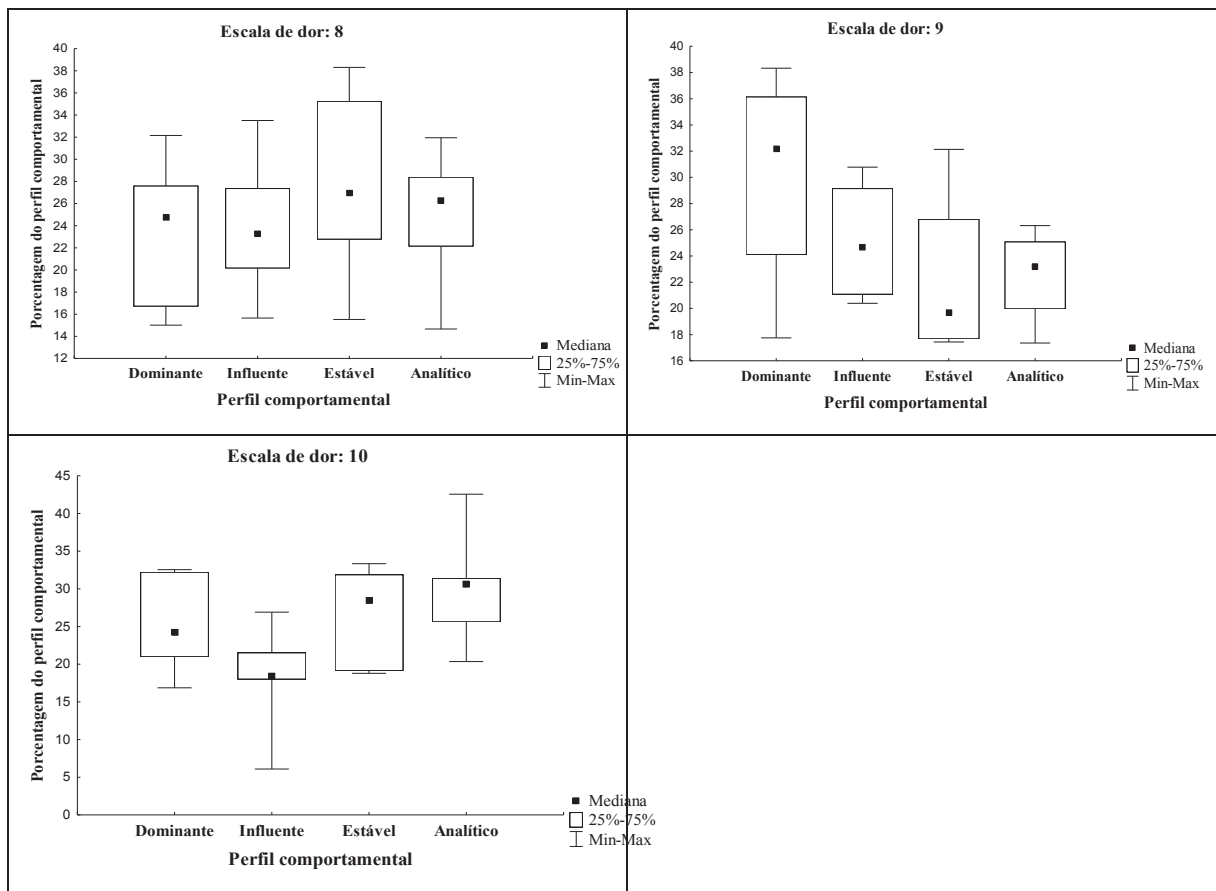 Escala de dor: 8
Porcentagem do perfil comportamental
40
38
36
34
32
30
28
26
24
22
20
18
16
14
12
Dominante Influente Estável Analítico
Perfil comportamental
Mediana
25%-75%
Min-Max
Escala de dor: 9
Porcentagem do perfil comportamental
40
38
36
34
32
30
28
26
24
22
20
18
16
Dominante Influente Estável Analítico
Perfil comportamental
Mediana
25%-75%
Min-Max
Escala de dor: 10
Porcentagem do perfil comportamental
45
40
35
30
25
20
15
10
5
0
Dominante Influente Estável Analítico
Perfil comportamental
Mediana
25%-75%
Min-Max